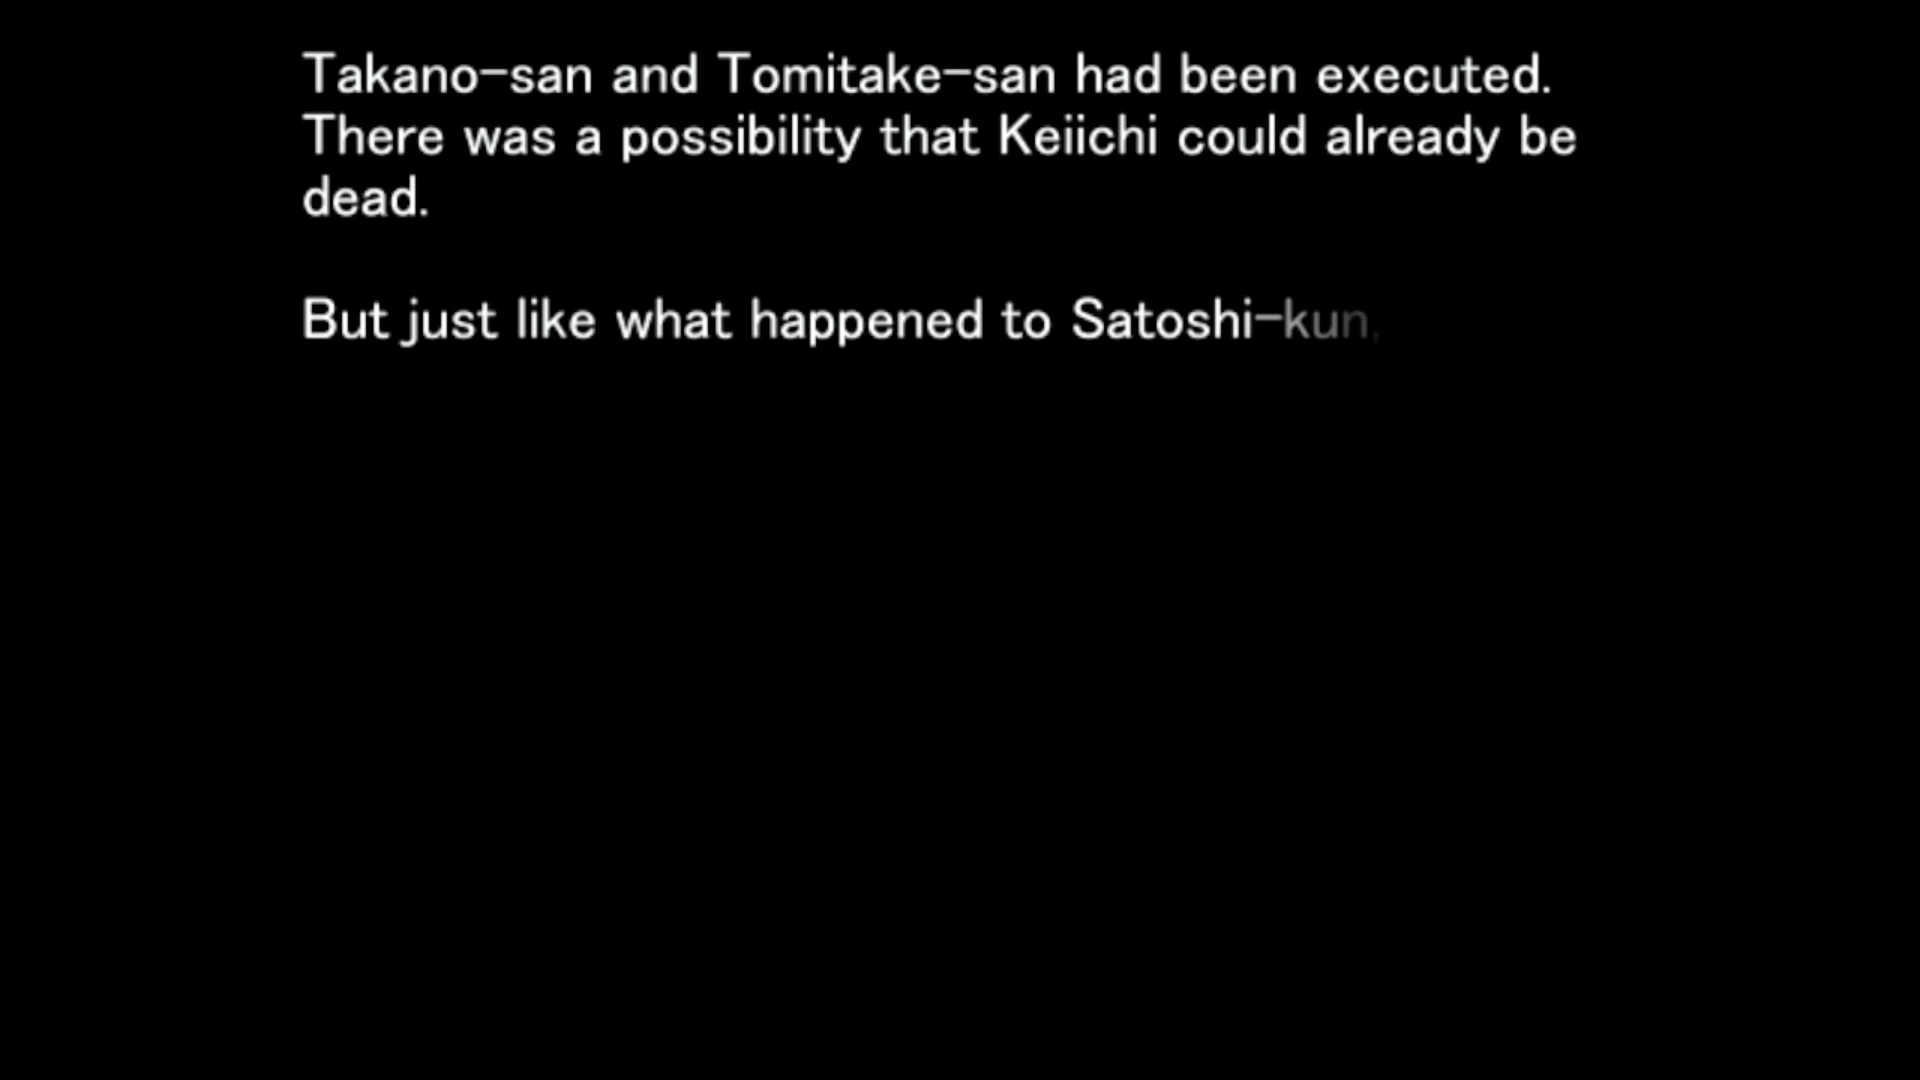 Takano-san and Tomitake-san had been executed.
There was a possibility that Keiichi could already be
dead.
But just like what happened to Satoshi-kun,